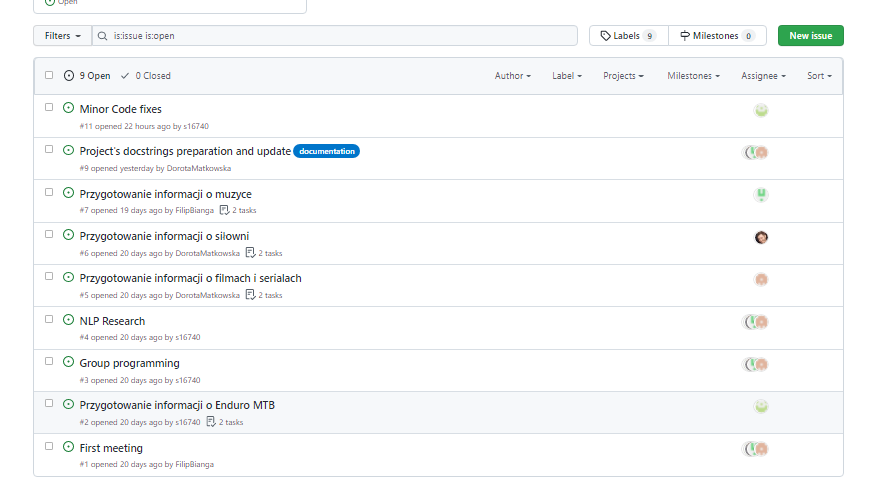 Open
Filters
is:issue is:open
Labels 9
Milestones 0
New issue
9 Open
0 Closed
Author
Label
Projects
Milestones
Assignee
Sort
Minor Code fixes
#11 opened 22 hours ago by s16740
Project's docstrings preparation and update documentation
#9 opened yesterday by DorotaMatkowska
Przygotowanie informacji o muzyce
#7 opened 19 days ago by FilipBianga 2 tasks
Przygotowanie informacji o siłowni
#6 opened 20 days ago by DorotaMatkowska 2 tasks
Przygotowanie informacji o filmach i serialach
#5 opened 20 days ago by DorotaMatkowska 2 tasks
NLP Research
#4 opened 20 days ago by s16740
Group programming
#3 opened 20 days ago by s16740
Przygotowanie informacji o Enduro MTB
#2 opened 20 days ago by s16740 2 tasks
First meeting
#1 opened 20 days ago by FilipBianga